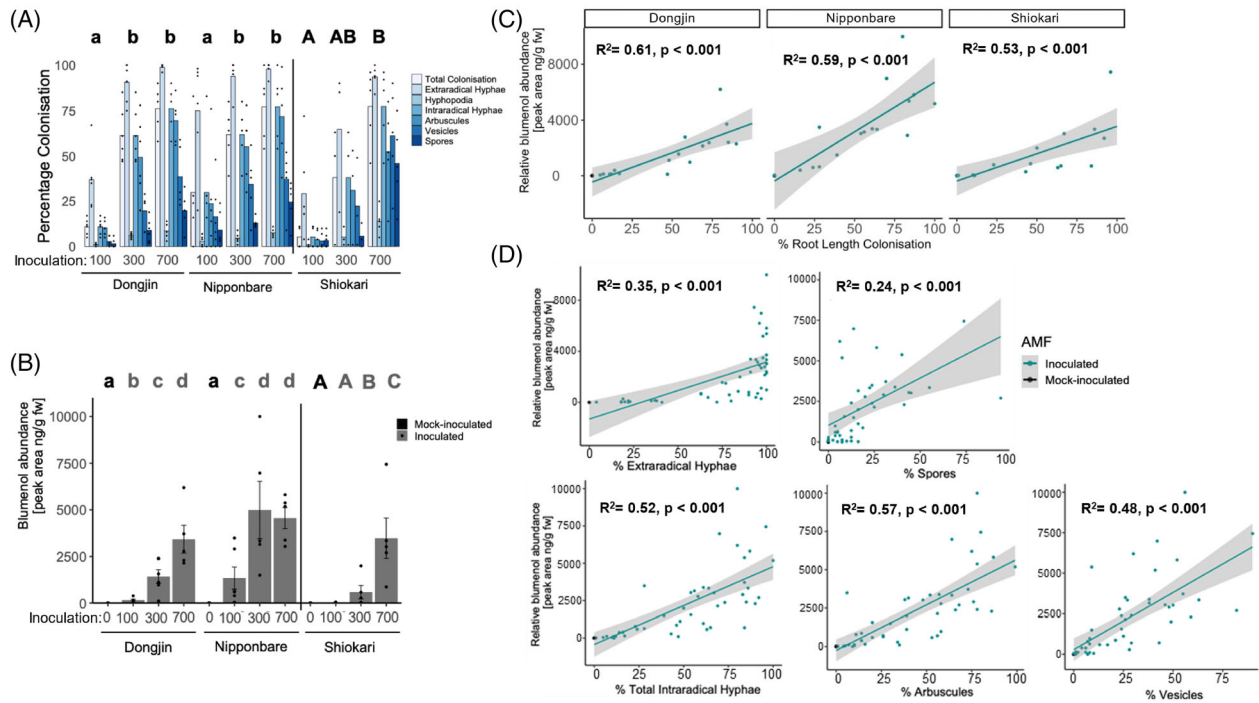 (A)
a b b a b b A AB B
Percentage Colonisation
100
75
50
25
0
Total Colonisation
Extraradical Hyphae
Hyphopodia
Intraradical Hyphae
Arbuscules
Vesicles
Spores
Inoculation: 100 300 700 100 300 700 100 300 700
Dongjin Nipponbare Shiokari
(B)
a b c d a c d d A A B C
Blumenol abundance
[peak area ng/g fw]
10000
7500
5000
2500
0
Mock-inoculated
Inoculated
Inoculation: 0 100 300 700 0 100 300 700 0 100 300 700
Dongjin Nipponbare Shiokari
(C)
Dongjin Nipponbare Shiokari
Relative blumenol abundance
[peak area ng/g fw]
8000
4000
0
R²= 0.61, p < 0.001
R²= 0.59, p < 0.001
R²= 0.53, p < 0.001
0 25 50 75 100 0 25 50 75 100 0 25 50 75 100
% Root Length Colonisation
(D)
Relative blumenol abundance
[peak area ng/g fw]
8000
4000
0
R²= 0.35, p < 0.001
0 25 50 75 100
% Extraradical Hyphae
10000
7500
5000
2500
0
R²= 0.24, p < 0.001
0 25 50 75 100
% Spores
AMF
Inoculated
Mock-inoculated
Relative blumenol abundance
[peak area ng/g fw]
10000
7500
5000
2500
0
R²= 0.52, p < 0.001
0 25 50 75 100
% Total Intraradical Hyphae
10000
7500
5000
2500
0
R²= 0.57, p < 0.001
0 25 50 75 100
% Arbuscules
10000
7500
5000
2500
0
R²= 0.48, p < 0.001
0 25 50 75
% Vesicles